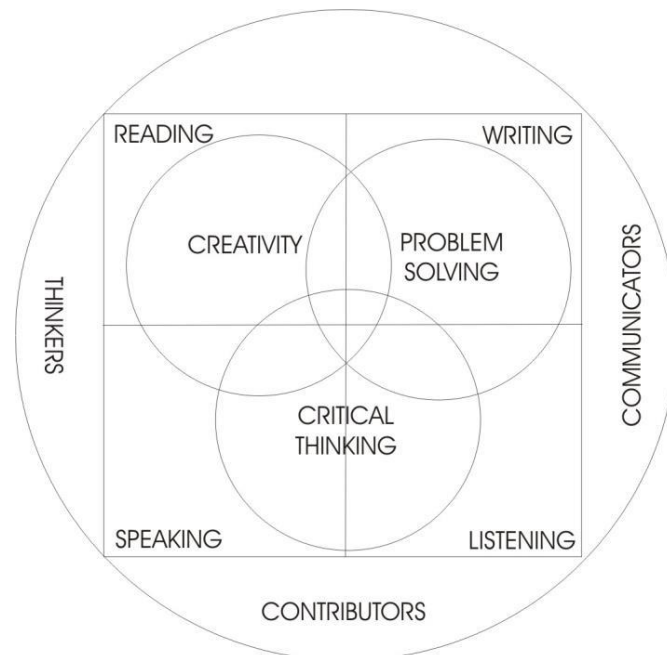 READING
WRITING
CREATIVITY
PROBLEM
SOLVING
THINKERS
COMMUNICATORS
CRITICAL
THINKING
SPEAKING
LISTENING
CONTRIBUTORS